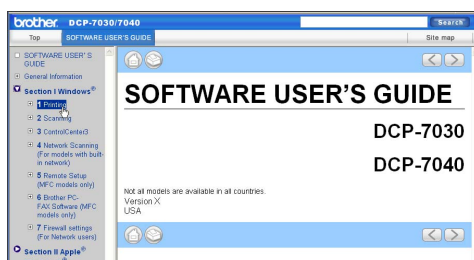 brother DCP-7030/7040
Search
Top
SOFTWARE USER'S GUIDE
Site map
SOFTWARE USER' S
GUIDE
General Information
Section I Windows®
1 Printing
2 Scanning
3 ControlCenter3
4 Network Scanning
(For models with built-
in network)
5 Remote Setup
(MFC models only)
6 Brother PC-
FAX Software (MFC
models only)
7 Firewall settings
(For Network users)
Section II Apple®
SOFTWARE USER'S GUIDE
DCP-7030
DCP-7040
Not all models are available in all countries.
Version X
USA